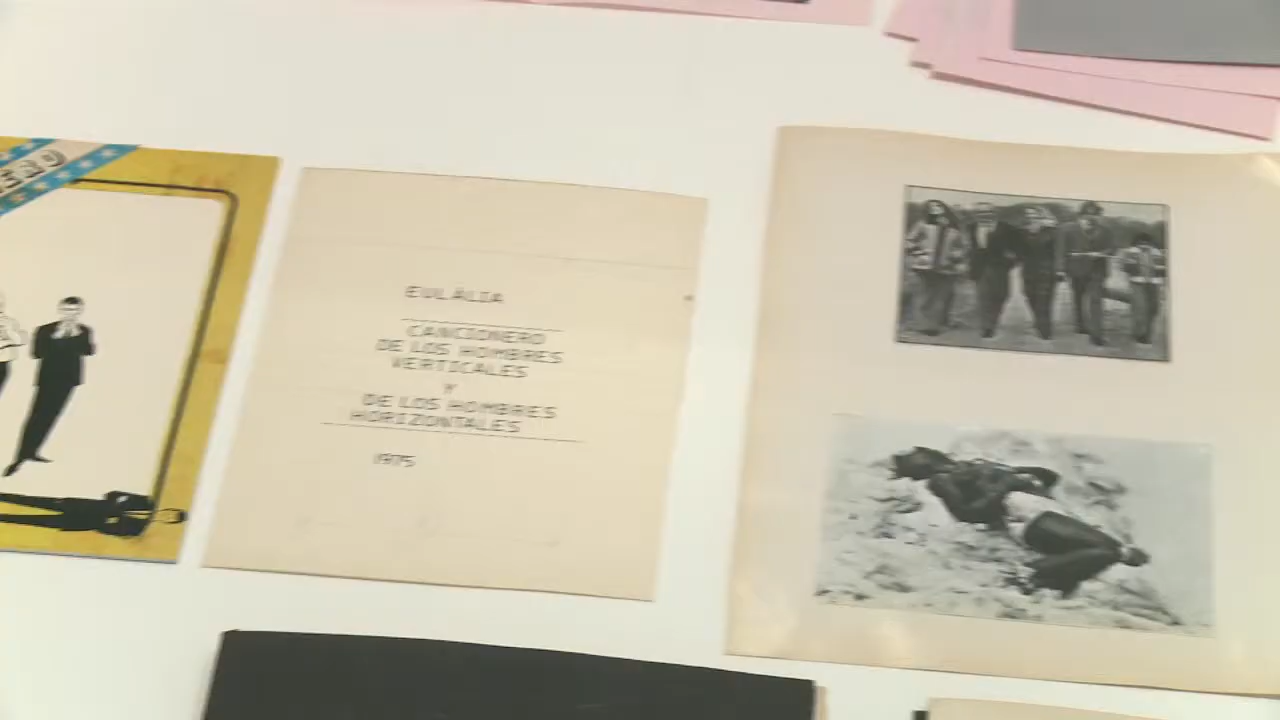 EULÀLIA
CANCIONERO
DE LOS HOMBRES
VERTICALES
Y
DE LOS HOMBRES
HORIZONTALES
1975